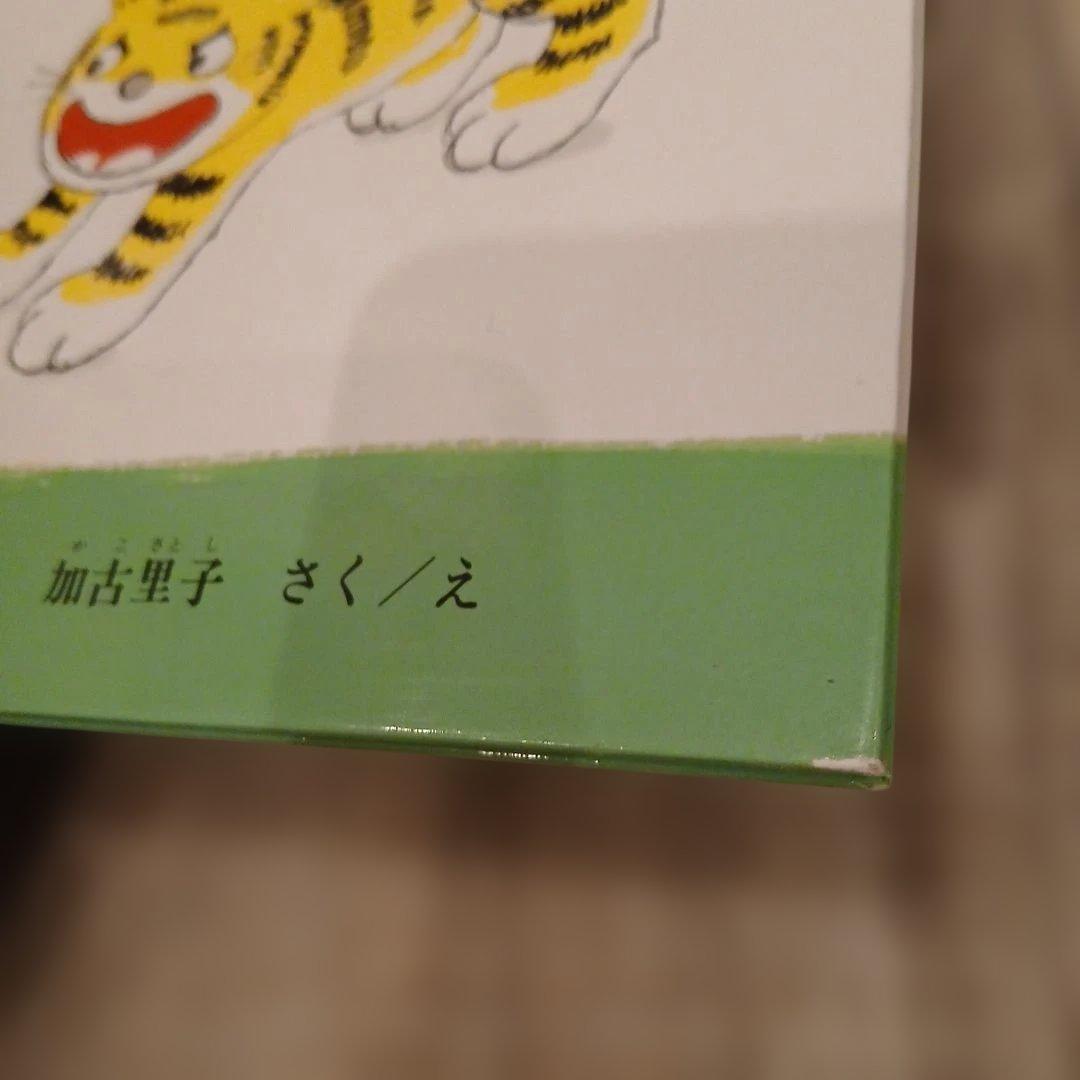 か こ さと し
加古里子 さく/え